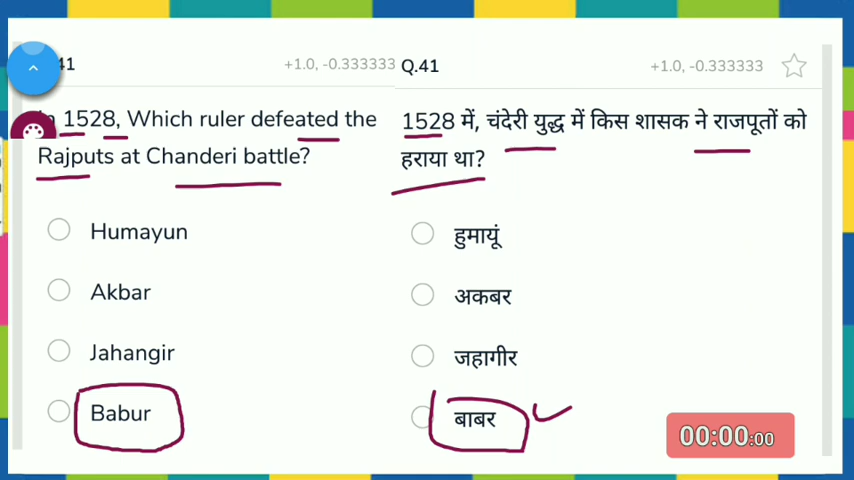 41
+1.0, -0.333333
In 1528, Which ruler defeated the
Rajputs at Chanderi battle?
Humayun
Akbar
Jahangir
Babur
Q.41
+1.0, -0.333333
1528 में, चंदेरी युद्ध में किस शासक ने राजपूतों को
हराया था?
हुमायूं
अकबर
जहागीर
बाबर
00:00:00